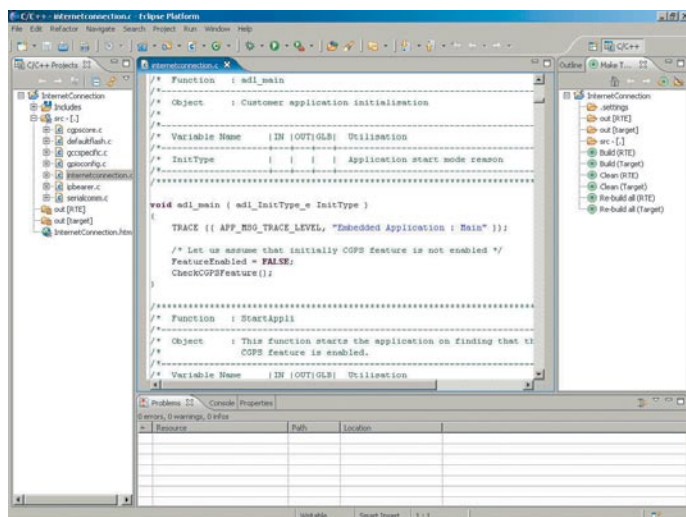 C/C++ - internetconnection.c - Eclipse Platform
File Edit Refactor Navigate Search Project Run Window Help
C/C++
C/C++ Projects
internetconnection.c
Outline
Make T...
InternetConnection
Includes
src - [.]
cgpscore.c
defaultflash.c
gccspecific.c
gpioconfig.c
internetconnection.c
ipbearer.c
serialcomm.c
out [RTE]
out [target]
InternetConnection.htm
/* Function : adl_main
/*-------------------------------------------------------------
/* Object : Customer application initialisation
/*
/*-------------------------------------------------------------
/* Variable Name |IN |OUT|GLB| Utilisation
/*-------------------------------------------------------------
/* InitType | | | | Application start mode reason
/*
/*************************************************************
void adl_main ( adl_InitType_e InitType )
{
TRACE (( APP_MSG_TRACE_LEVEL, "Embedded Application : Main" ));
/* Let us assume that initially CGPS feature is not enabled */
FeatureEnabled = FALSE;
CheckCGPSFeature();
}
/*************************************************************
/* Function : StartAppli
/*-------------------------------------------------------------
/* Object : This function starts the application on finding that th
/* CGPS feature is enabled.
/*-------------------------------------------------------------
/* Variable Name |IN |OUT|GLB| Utilisation
InternetConnection
.settings
out [RTE]
out [target]
src - [.]
Build (RTE)
Build (Target)
Clean (RTE)
Clean (Target)
Re-build all (RTE)
Re-build all (Target)
Problems
Console
Properties
0 errors, 0 warnings, 0 infos
Resource
Path
Location
Writable
Smart Insert
1 : 1